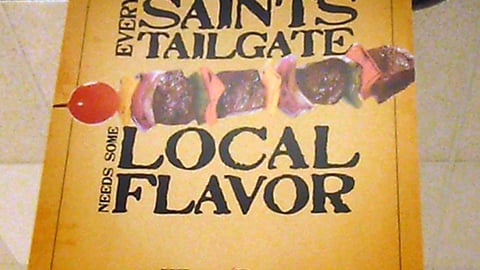 EVERY
SAINTS
TAILGATE
NEEDS SOME
LOCAL
FLAVOR